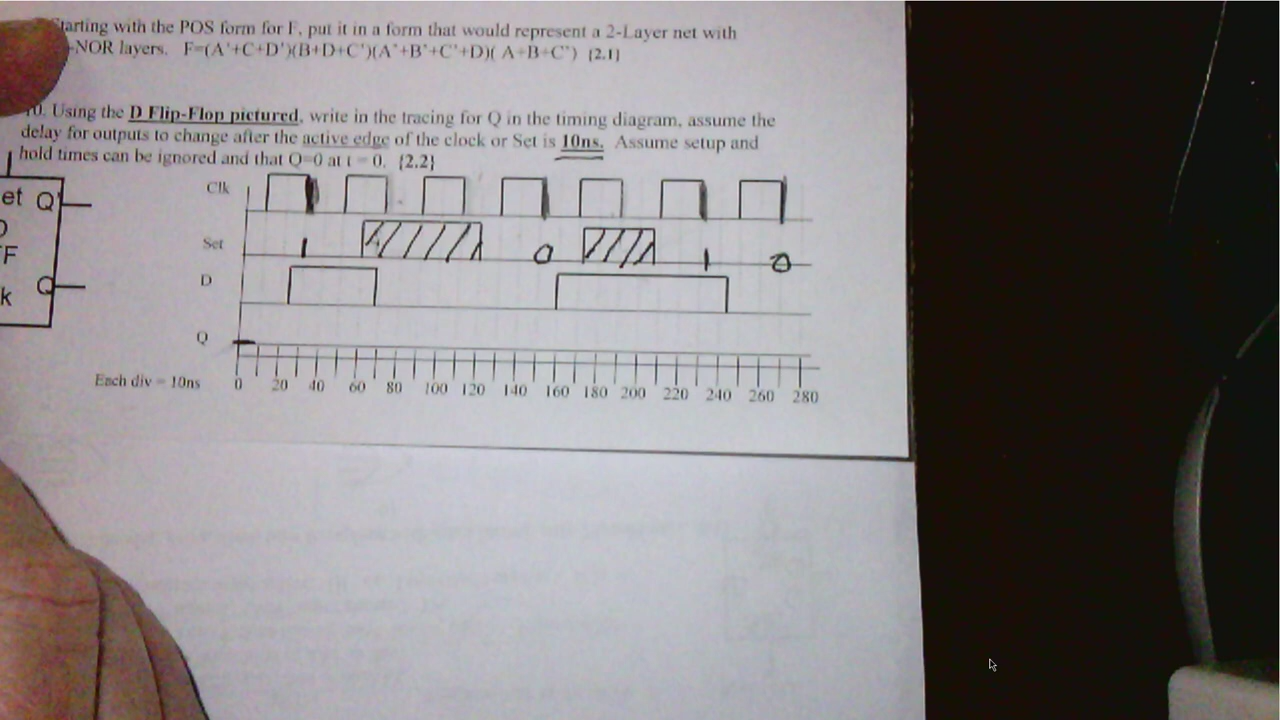 tarting with the POS form for F, put it in a form that would represent a 2-Layer net with
-NOR layers. F=(A'+C+D')(B+D+C')(A'+B'+C'+D)( A+B+C') {2.1}
10. Using the D Flip-Flop pictured, write in the tracing for Q in the timing diagram, assume the
delay for outputs to change after the active edge of the clock or Set is 10ns. Assume setup and
hold times can be ignored and that Q=0 at t = 0. {2.2}
et Q'
F
k Q
Clk
Set 1 0 1 0
D
Q
Each div = 10ns 0 20 40 60 80 100 120 140 160 180 200 220 240 260 280